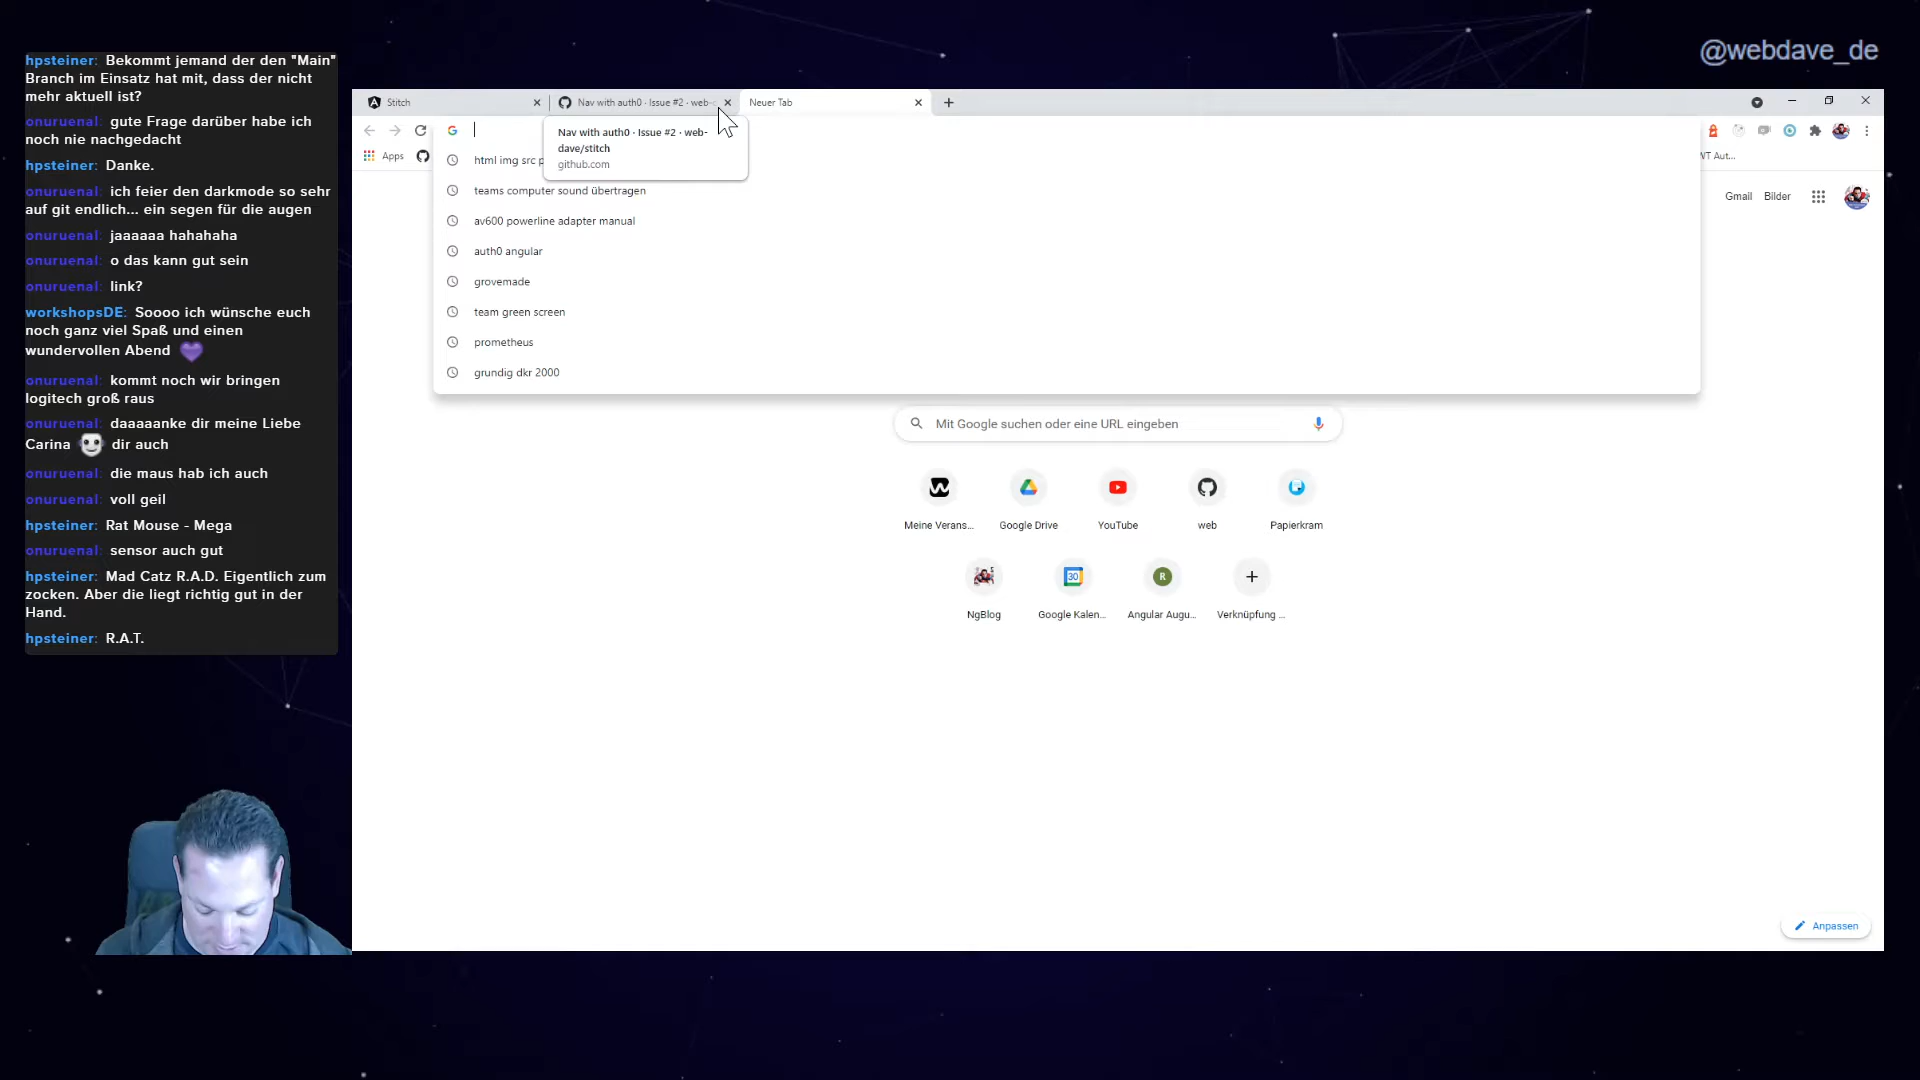 @webdave_de
hpsteiner: Bekommt jemand der den "Main"
Branch im Einsatz hat mit, dass der nicht
mehr aktuell ist?
onuruenal: gute Frage darüber habe ich
noch nie nachgedacht
hpsteiner: Danke.
onuruenal: ich feier den darkmode so sehr
auf git endlich... ein segen für die augen
onuruenal: jaaaaaa hahahaha
onuruenal: o das kann gut sein
onuruenal: link?
workshopsDE: Soooo ich wünsche euch
noch ganz viel Spaß und einen
wundervollen Abend
onuruenal: kommt noch wir bringen
logitech groß raus
onuruenal: daaaaanke dir meine Liebe
Carina dir auch
onuruenal: die maus hab ich auch
onuruenal: voll geil
hpsteiner: Rat Mouse - Mega
onuruenal: sensor auch gut
hpsteiner: Mad Catz R.A.D. Eigentlich zum
zocken. Aber die liegt richtig gut in der
Hand.
hpsteiner: R.A.T.
Stitch
Nav with auth0 · Issue #2 · web-
Neuer Tab
Nav with auth0 · Issue #2 · web-
dave/stitch
github.com
Apps
html img src p
teams computer sound übertragen
av600 powerline adapter manual
auth0 angular
grovemade
team green screen
prometheus
grundig dkr 2000
WT Aut...
Gmail Bilder
Mit Google suchen oder eine URL eingeben
Meine Verans... Google Drive YouTube web Papierkram
30 R
NgBlog Google Kalen... Angular Augu... Verknüpfung ...
Anpassen